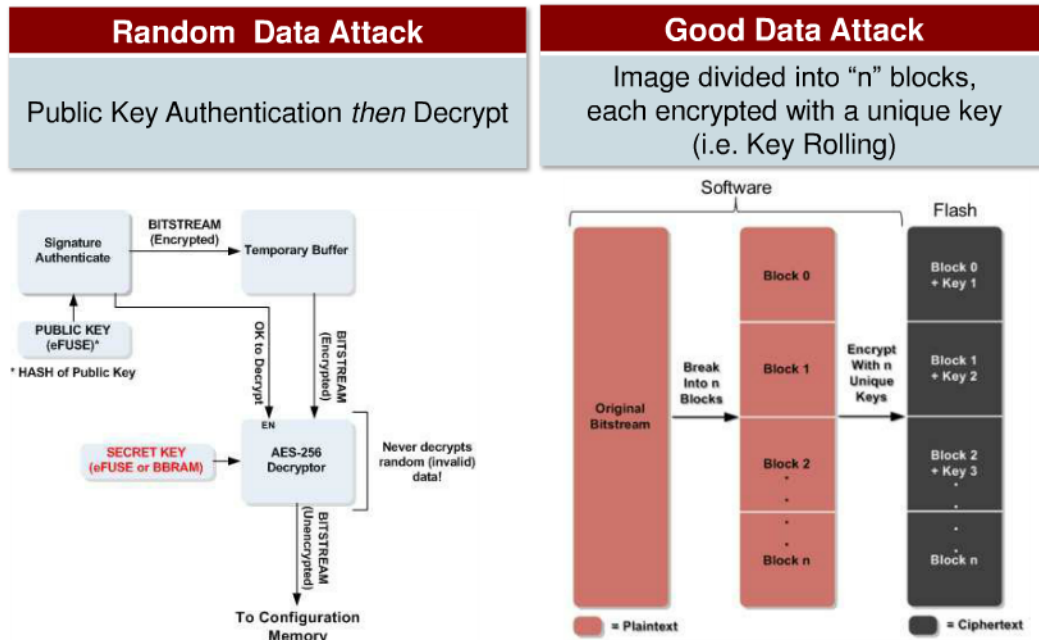 Random Data Attack
Public Key Authentication then Decrypt
Signature
Authenticate
BITSTREAM
(Encrypted)
Temporary Buffer
PUBLIC KEY
(eFUSE)*
* HASH of Public Key
OK to Decrypt
BITSTREAM
(Encrypted)
EN
SECRET KEY
(eFUSE or BBRAM)
AES-256
Decryptor
Never decrypts
random (invalid)
data!
BITSTREAM
(Unencrypted)
To Configuration
Memory
Good Data Attack
Image divided into “n” blocks,
each encrypted with a unique key
(i.e. Key Rolling)
Software
Flash
Original
Bitstream
Break
Into n
Blocks
Block 0
Block 1
Block 2
Block n
Encrypt
With n
Unique
Keys
Block 0
+ Key 1
Block 1
+ Key 2
Block 2
+ Key 3
Block n
= Plaintext
= Ciphertext